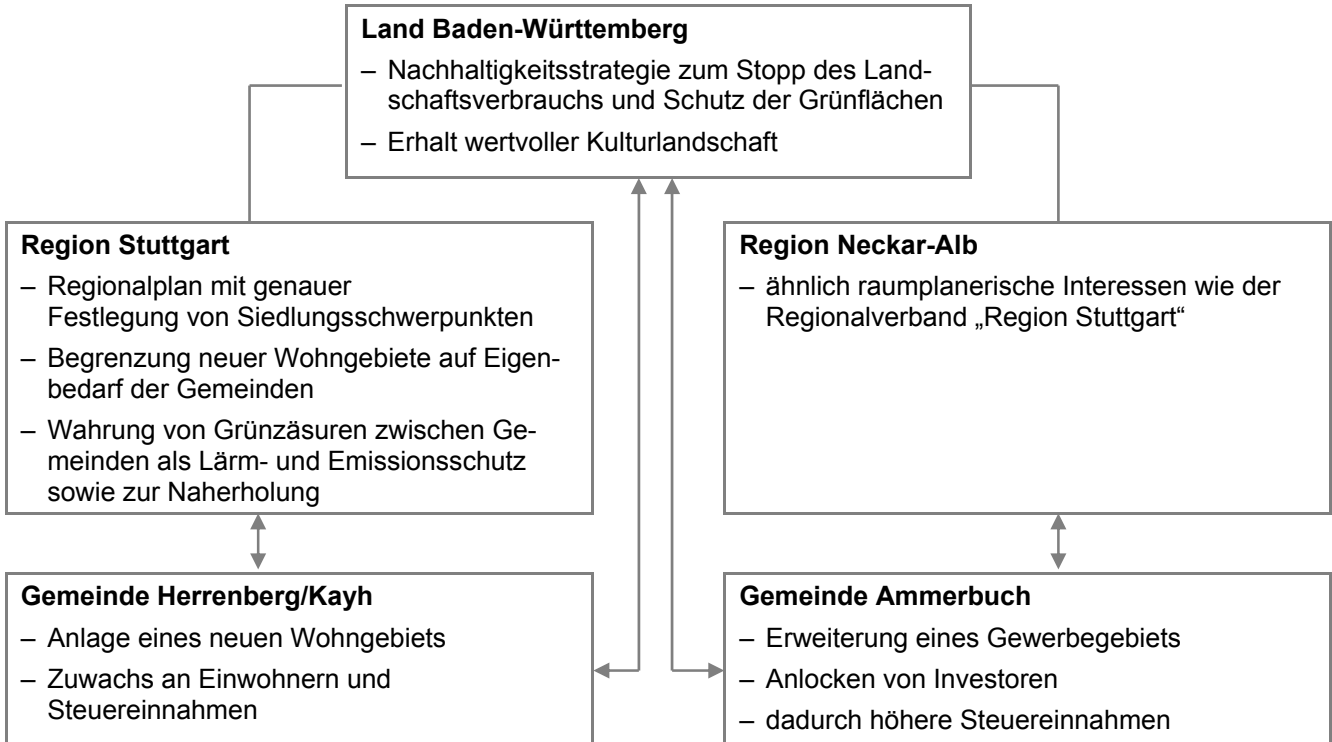 Land Baden-Württemberg
– Nachhaltigkeitsstrategie zum Stopp des Land-
schaftsverbrauchs und Schutz der Grünflächen
– Erhalt wertvoller Kulturlandschaft
Region Stuttgart
– Regionalplan mit genauer
Festlegung von Siedlungsschwerpunkten
– Begrenzung neuer Wohngebiete auf Eigen-
bedarf der Gemeinden
– Wahrung von Grünzäsuren zwischen Ge-
meinden als Lärm- und Emissionsschutz
sowie zur Naherholung
Region Neckar-Alb
– ähnlich raumplanerische Interessen wie der
Regionalverband „Region Stuttgart“
Gemeinde Herrenberg/Kayh
– Anlage eines neuen Wohngebiets
– Zuwachs an Einwohnern und
Steuereinnahmen
Gemeinde Ammerbuch
– Erweiterung eines Gewerbegebiets
– Anlocken von Investoren
– dadurch höhere Steuereinnahmen